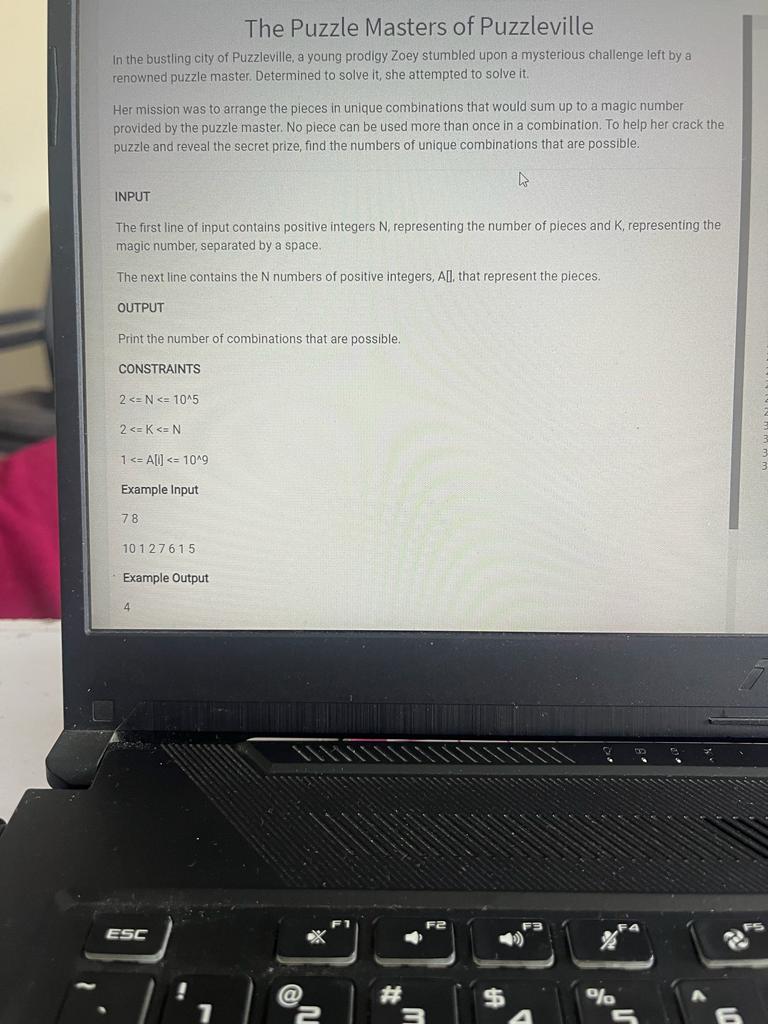 The Puzzle Masters of Puzzleville
In the bustling city of Puzzleville, a young prodigy Zoey stumbled upon a mysterious challenge left by a
renowned puzzle master. Determined to solve it, she attempted to solve it.
Her mission was to arrange the pieces in unique combinations that would sum up to a magic number
provided by the puzzle master. No piece can be used more than once in a combination. To help her crack the
puzzle and reveal the secret prize, find the numbers of unique combinations that are possible.
INPUT
The first line of input contains positive integers N, representing the number of pieces and K, representing the
magic number, separated by a space.
The next line contains the N numbers of positive integers, A[], that represent the pieces.
OUTPUT
Print the number of combinations that are possible.
CONSTRAINTS
2 <= N <= 10^5
2 <= K <= N
1 <= A[i] <= 10^9
Example Input
7 8
10 1 2 7 6 1 5
Example Output
4
ESC F1 F2 F3 F4 F5
~ ! 1 @ 2 # 3 $ 4 % 5 ^ 6